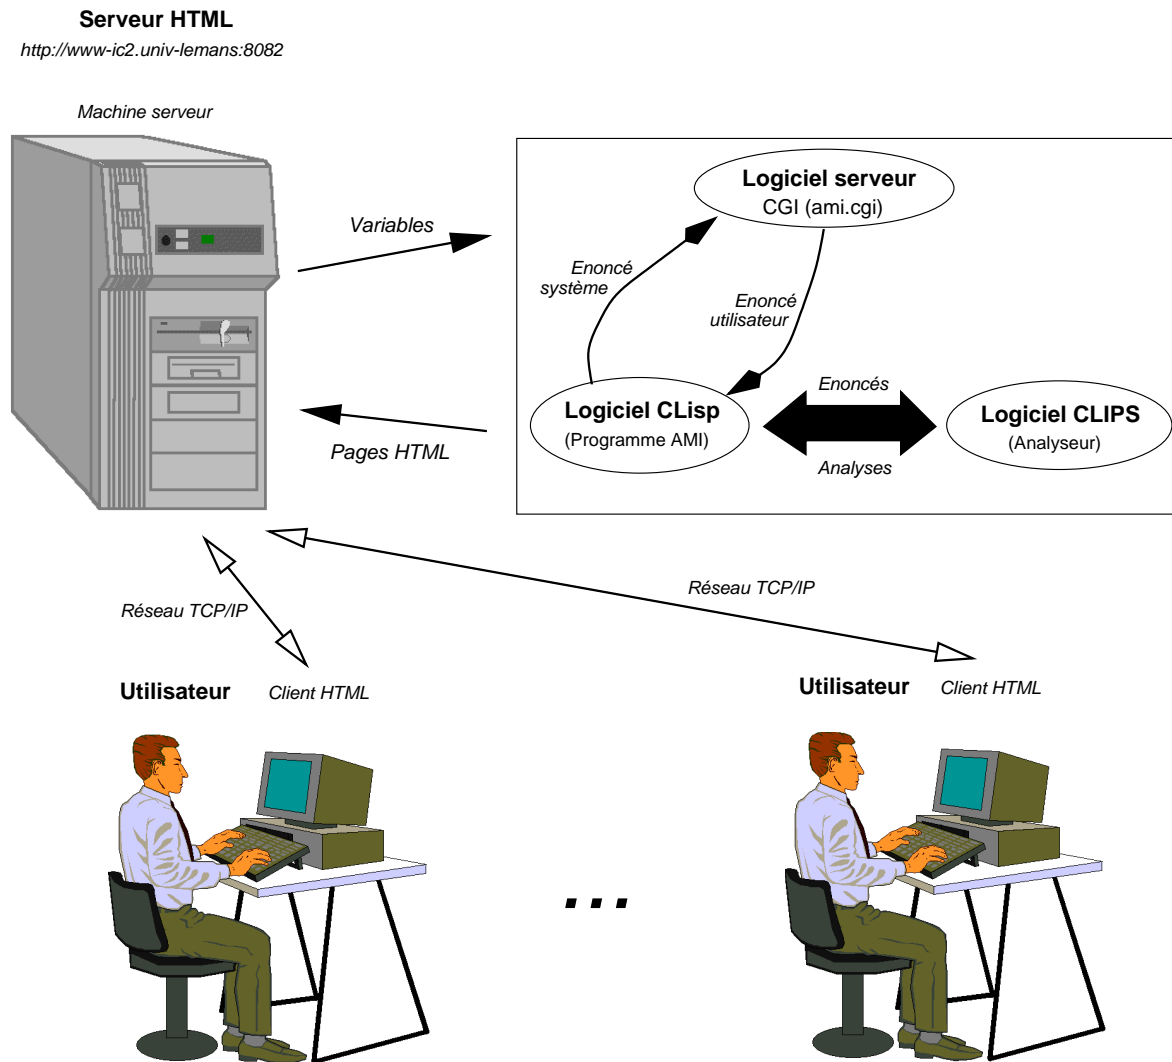 Serveur HTML
http://www-ic2.univ-lemans:8082
Machine serveur
Variables
Pages HTML
Logiciel serveur
CGI (ami.cgi)
Enoncé
système
Enoncé
utilisateur
Logiciel CLisp
(Programme AMI)
Enoncés
Analyses
Logiciel CLIPS
(Analyseur)
Réseau TCP/IP
Réseau TCP/IP
Utilisateur Client HTML
Utilisateur Client HTML
...